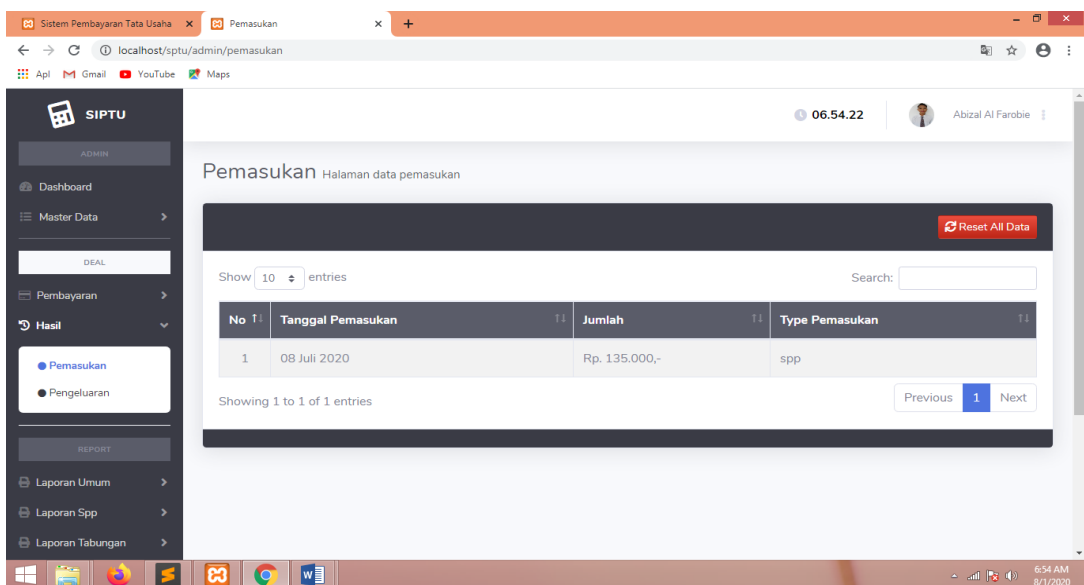 Sistem Pembayaran Tata Usaha
Pemasukan
localhost/sptu/admin/pemasukan
Apl Gmail YouTube Maps
SIPTU
06.54.22
Abizal Al Farobie
ADMIN
Dashboard
Master Data
DEAL
Pembayaran
Hasil
Pemasukan
Pengeluaran
REPORT
Laporan Umum
Laporan Spp
Laporan Tabungan
Pemasukan Halaman data pemasukan
Reset All Data
Show 10 entries
Search:
No Tanggal Pemasukan Jumlah Type Pemasukan
1 08 Juli 2020 Rp. 135.000,- spp
Showing 1 to 1 of 1 entries
Previous 1 Next
6:54 AM
8/1/2020